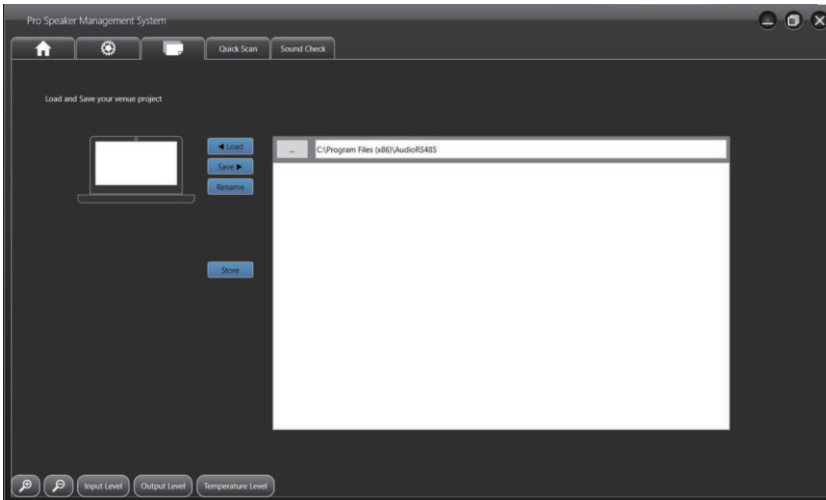 Pro Speaker Management System
Quick Scan
Sound Check
Load and Save your venue project
◀ Load
... C:\Program Files (x86)\AudioRS485
Save ▶
Rename
Store
Input Level
Output Level
Temperature Level